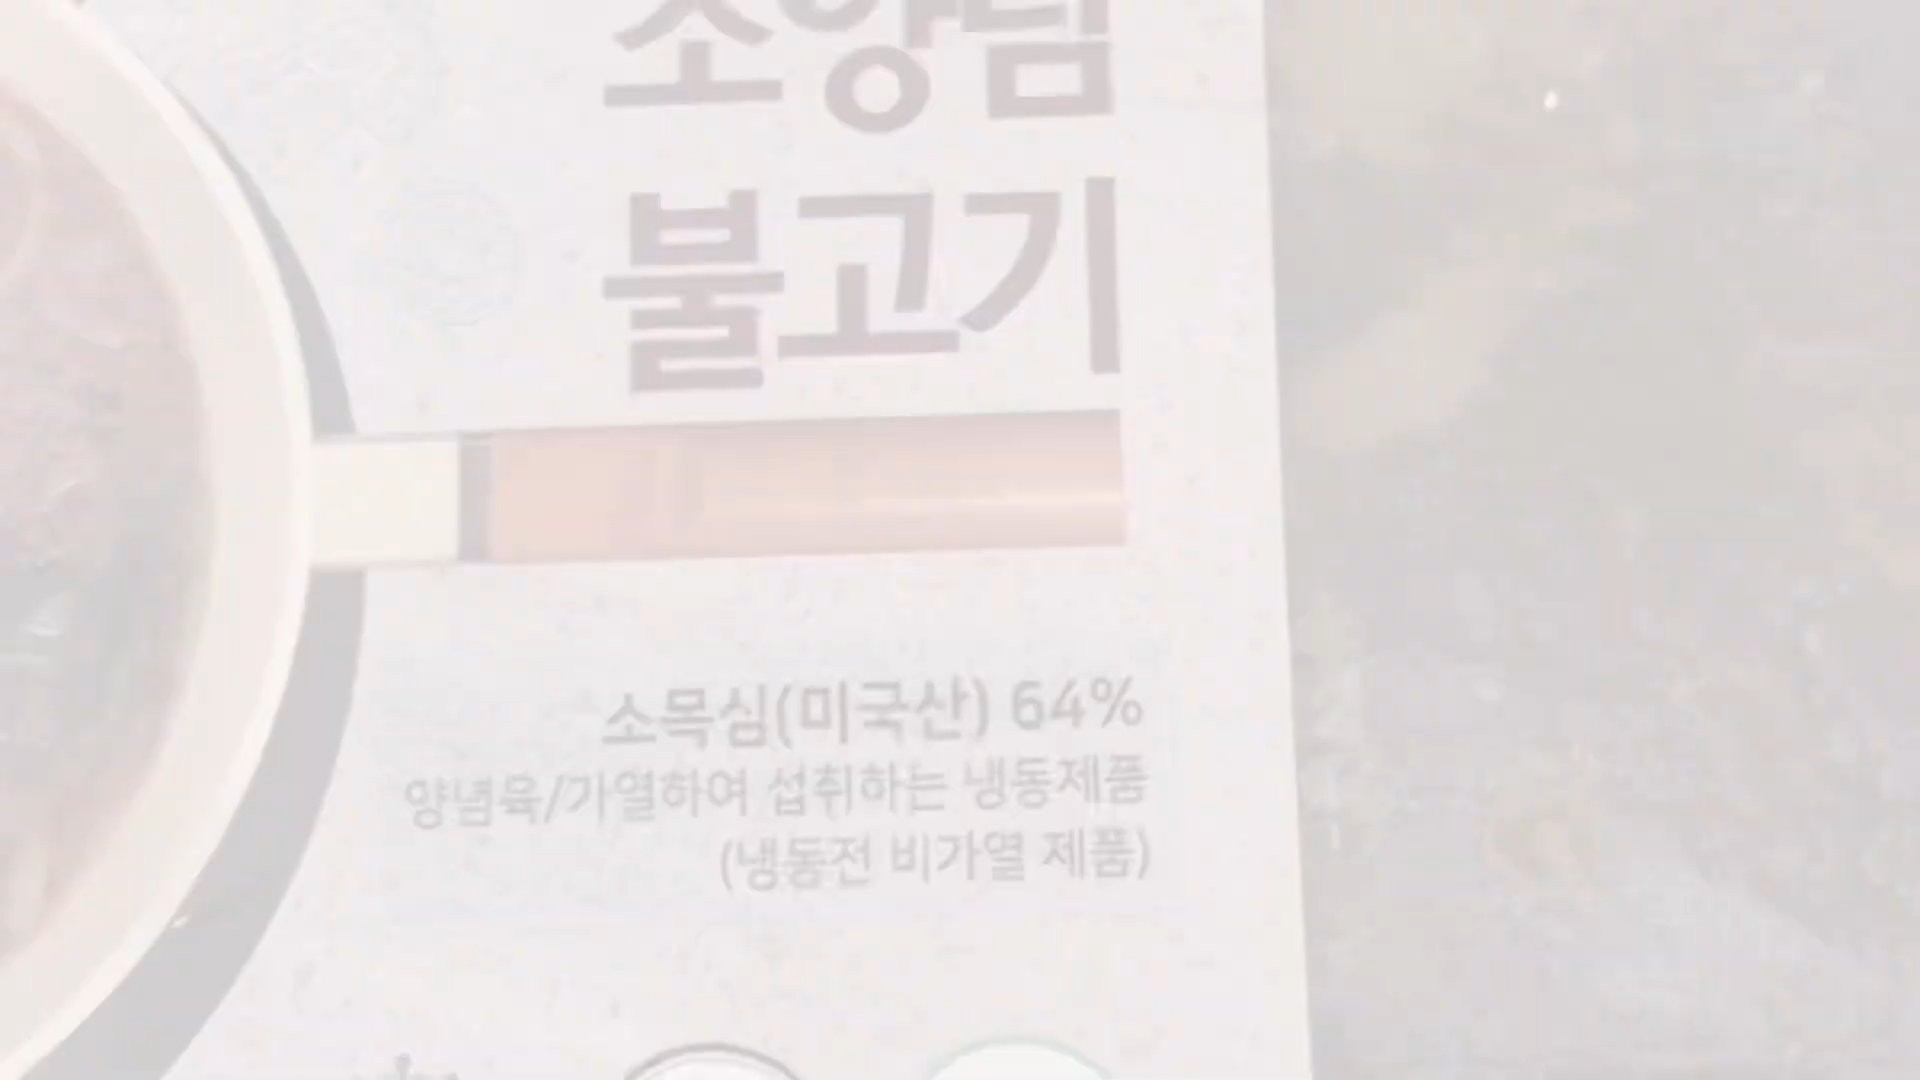 소양념
불고기
소목심(미국산) 64%
양념육/가열하여 섭취하는 냉동제품
(냉동전 비가열 제품)